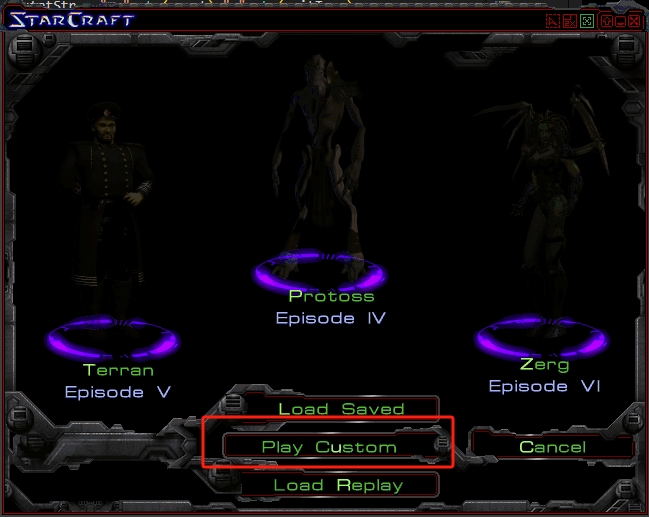 StarCraft
Protoss
Episode IV
Terran
Episode V
Zerg
Episode VI
Load Saved
Play Custom
Cancel
Load Replay